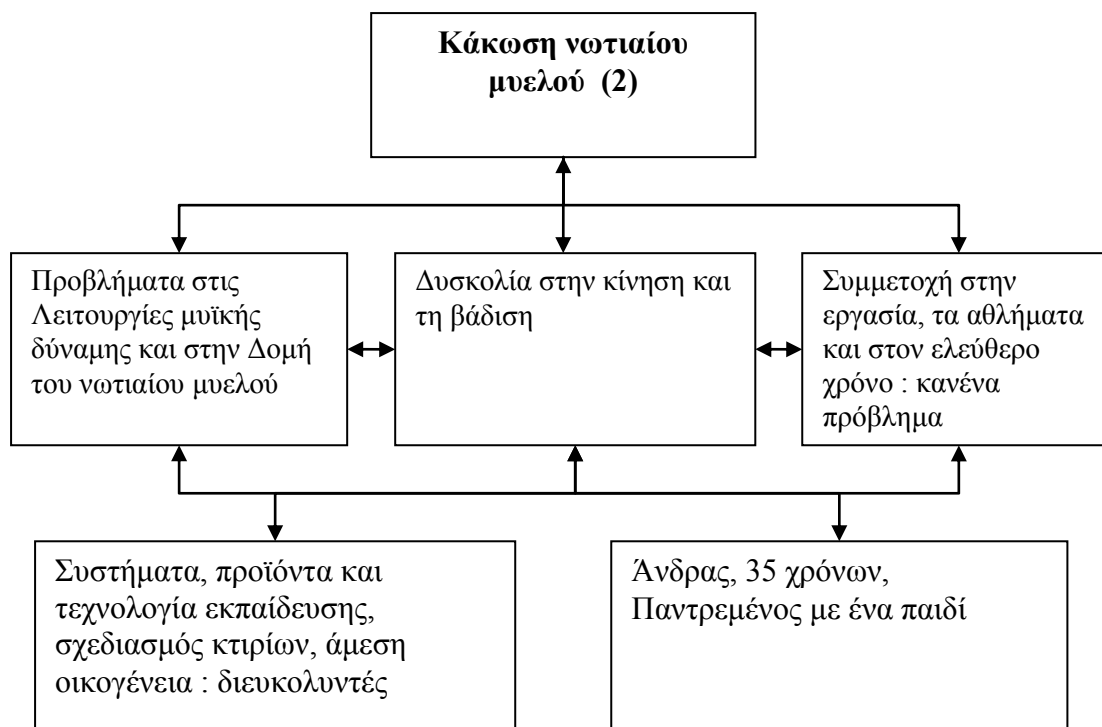 Κάκωση νωτιαίου
μυελού (2)
Προβλήματα στις
Λειτουργίες μυϊκής
δύναμης και στην Δομή
του νωτιαίου μυελού
Δυσκολία στην κίνηση και
τη βάδιση
Συμμετοχή στην
εργασία, τα αθλήματα
και στον ελεύθερο
χρόνο : κανένα
πρόβλημα
Συστήματα, προϊόντα και
τεχνολογία εκπαίδευσης,
σχεδιασμός κτιρίων, άμεση
οικογένεια : διευκολυντές
Άνδρας, 35 χρόνων,
Παντρεμένος με ένα παιδί